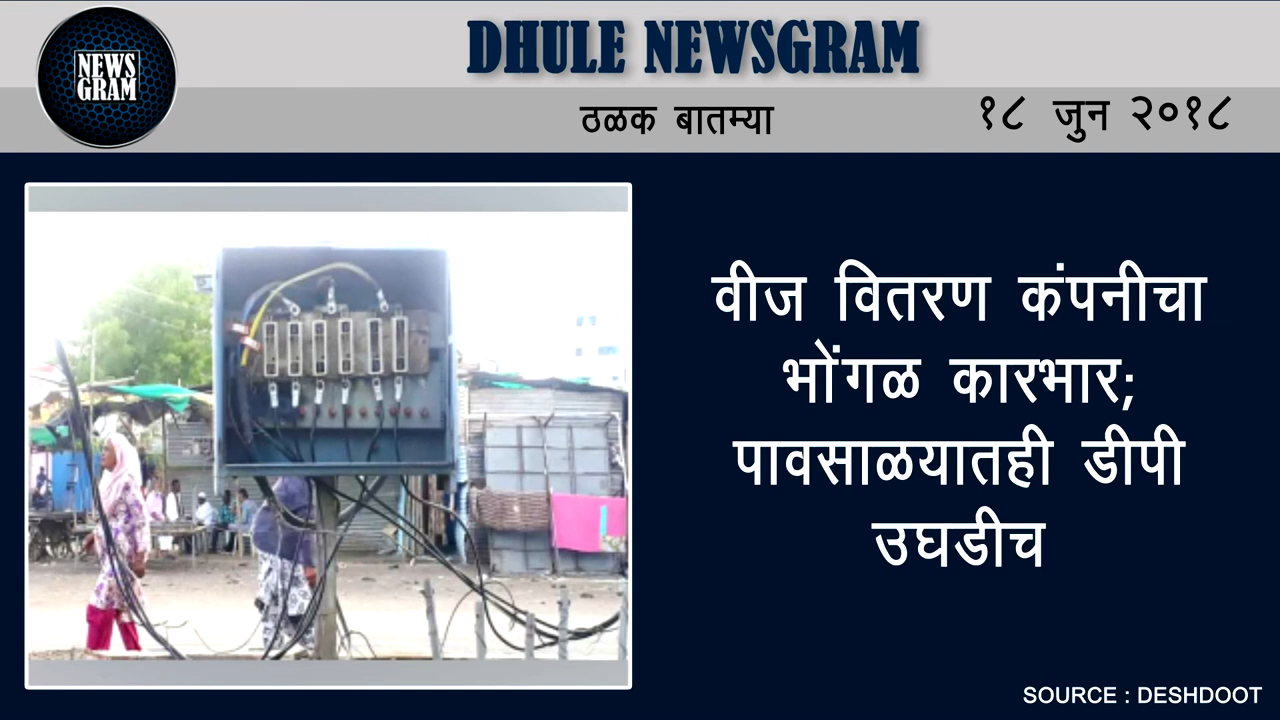 NEWS
GRAM
DHULE NEWSGRAM
ठळक बातम्या
१८ जुन २०१८
वीज वितरण कंपनीचा
भोंगळ कारभार;
पावसाळयातही डीपी
उघडीच
SOURCE : DESHDOOT